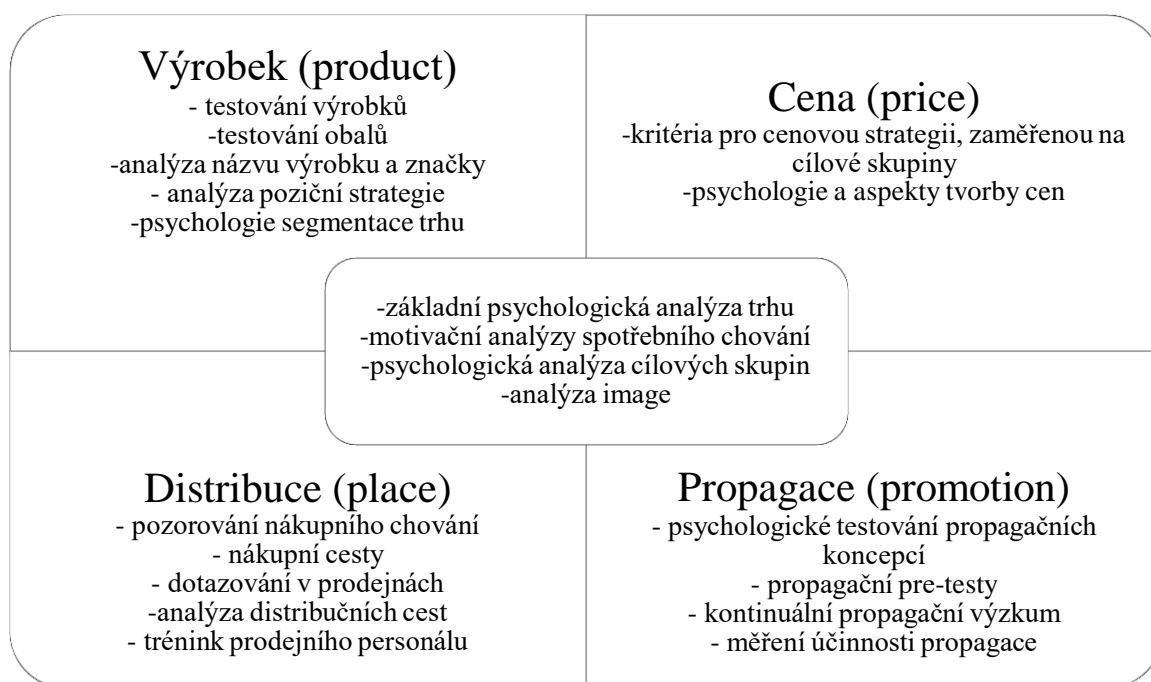 Výrobek (product)
- testování výrobků
-testování obalů
-analýza názvu výrobku a značky
- analýza poziční strategie
-psychologie segmentace trhu
Cena (price)
-kritéria pro cenovou strategii, zaměřenou na
cílové skupiny
-psychologie a aspekty tvorby cen
-základní psychologická analýza trhu
-motivační analýzy spotřebního chování
-psychologická analýza cílových skupin
-analýza image
Distribuce (place)
- pozorování nákupního chování
- nákupní cesty
- dotazování v prodejnách
-analýza distribučních cest
- trénink prodejního personálu
Propagace (promotion)
- psychologické testování propagačních
koncepcí
- propagační pre-testy
- kontinuální propagační výzkum
- měření účinnosti propagace